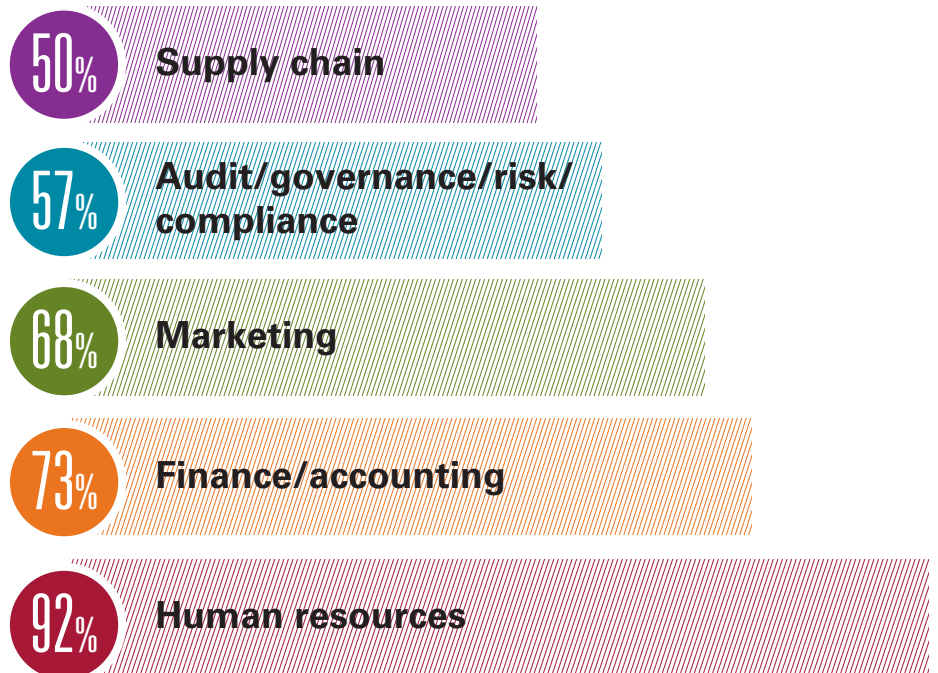 50%
Supply chain
57%
Audit/governance/risk/
compliance
68%
Marketing
73%
Finance/accounting
92%
Human resources